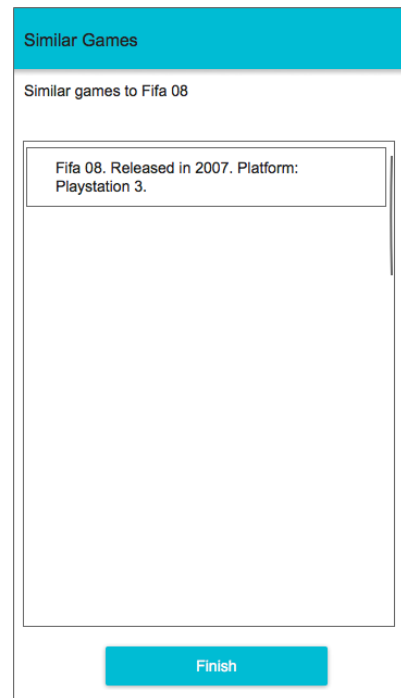 Similar Games
Similar games to Fifa 08
Fifa 08. Released in 2007. Platform:
Playstation 3.
Finish